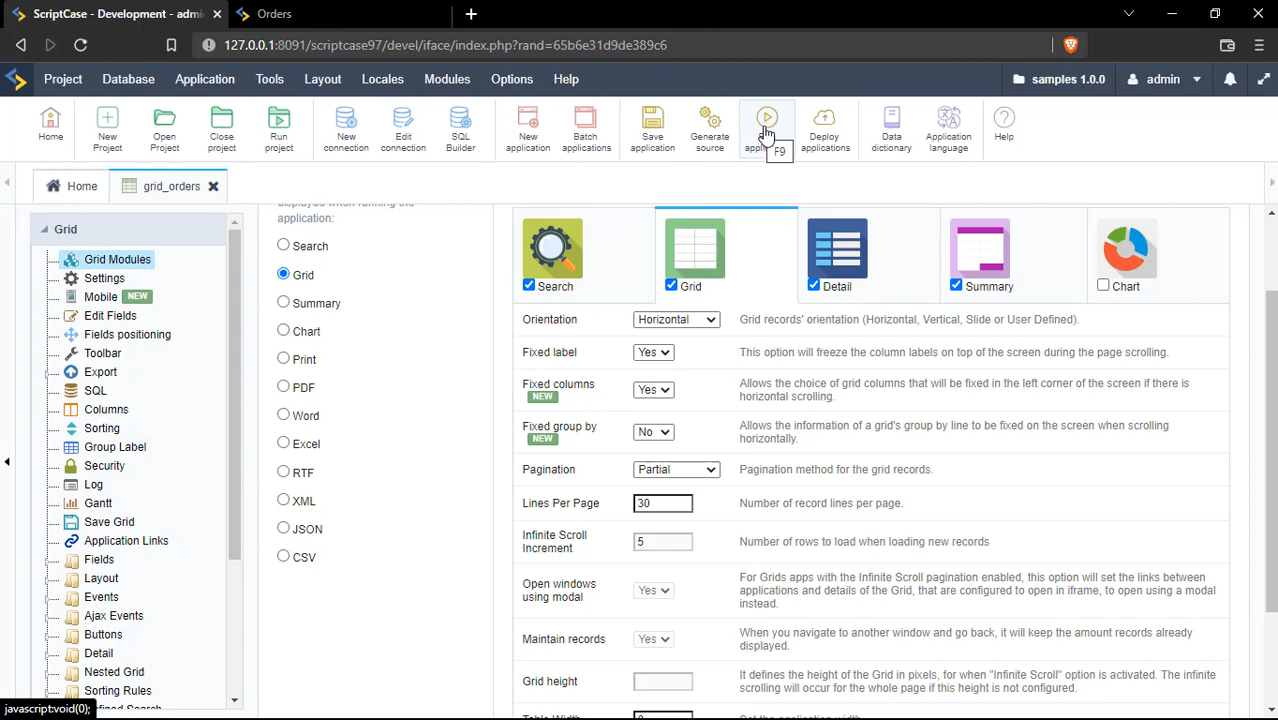 ScriptCase - Development - admi
Orders
127.0.0.1:8091/scriptcase97/devel/iface/index.php?rand=65b6e31d9de389c6
Project
Database
Application
Tools
Layout
Locales
Modules
Options
Help
samples 1.0.0
admin
Home
New
Project
Open
Project
Close
project
Run
project
New
connection
Edit
connection
SQL
Builder
New
application
Batch
applications
Save
application
Generate
source
F9
Deploy
applications
Data
dictionary
Application
language
Help
Home
grid_orders
Grid
Grid Modules
Settings
Mobile NEW
Edit Fields
Fields positioning
Toolbar
Export
SQL
Columns
Sorting
Group Label
Security
Log
Gantt
Save Grid
Application Links
Fields
Layout
Events
Ajax Events
Buttons
Detail
Nested Grid
Sorting Rules
javascript:void(0);
displayed when running the
application:
Search
Grid
Summary
Chart
Print
PDF
Word
Excel
RTF
XML
JSON
CSV
Search
Grid
Detail
Summary
Chart
Orientation
Horizontal
Grid records' orientation (Horizontal, Vertical, Slide or User Defined).
Fixed label
Yes
This option will freeze the column labels on top of the screen during the page scrolling.
Fixed columns
NEW
Yes
Allows the choice of grid columns that will be fixed in the left corner of the screen if there is
horizontal scrolling.
Fixed group by
NEW
No
Allows the information of a grid's group by line to be fixed on the screen when scrolling
horizontally.
Pagination
Partial
Pagination method for the grid records.
Lines Per Page
30
Number of record lines per page.
Infinite Scroll
Increment
5
Number of rows to load when loading new records
Open windows
using modal
Yes
For Grids apps with the Infinite Scroll pagination enabled, this option will set the links between
applications and details of the Grid, that are configured to open in iframe, to open using a modal
instead.
Maintain records
Yes
When you navigate to another window and go back, it will keep the amount records already
displayed.
Grid height
It defines the height of the Grid in pixels, for when "Infinite Scroll" option is activated. The infinite
scrolling will occur for the whole page if this height is not configured.
Table Width